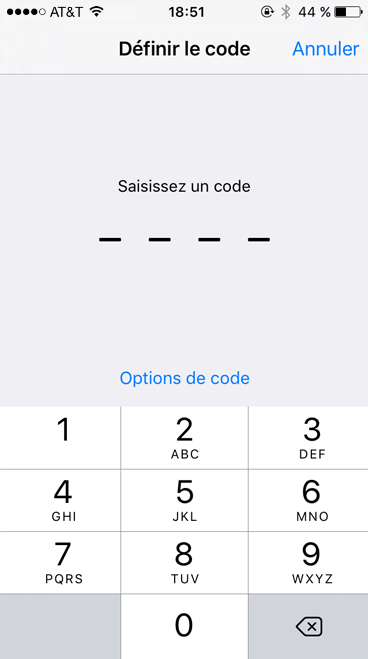 AT&T 18:51 44 %
Définir le code Annuler
Saisissez un code
Options de code
1 2 3
ABC DEF
4 5 6
GHI JKL MNO
7 8 9
PQRS TUV WXYZ
0